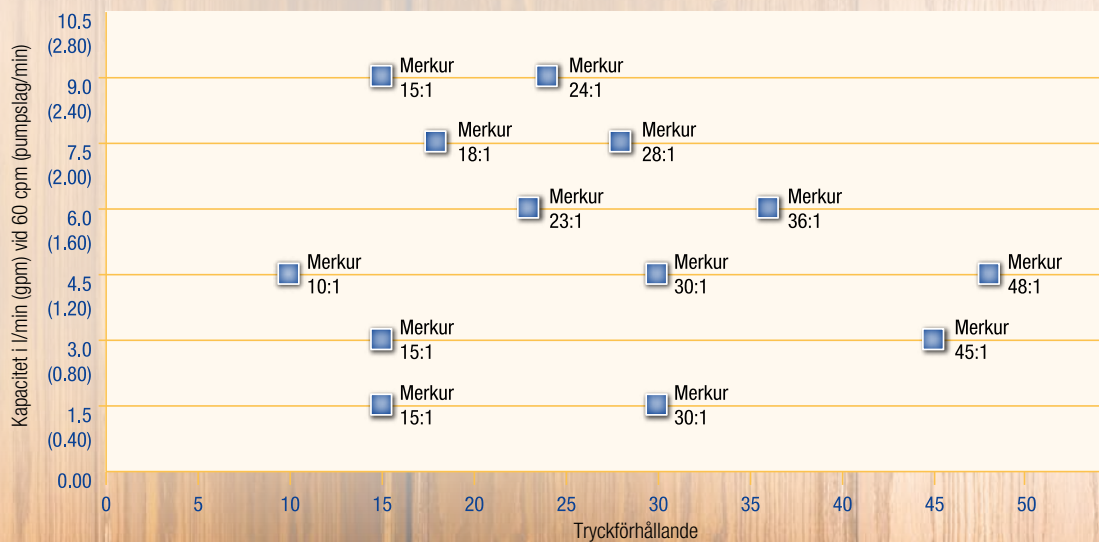 Kapacitet i l/min (gpm) vid 60 cpm (pumpslag/min)
10.5
(2.80)
9.0
(2.40)
7.5
(2.00)
6.0
(1.60)
4.5
(1.20)
3.0
(0.80)
1.5
(0.40)
0.00
Merkur
15:1
Merkur
24:1
Merkur
18:1
Merkur
28:1
Merkur
23:1
Merkur
36:1
Merkur
10:1
Merkur
30:1
Merkur
48:1
Merkur
15:1
Merkur
45:1
Merkur
15:1
Merkur
30:1
0 5 10 15 20 25 30 35 40 45 50
Tryckförhållande